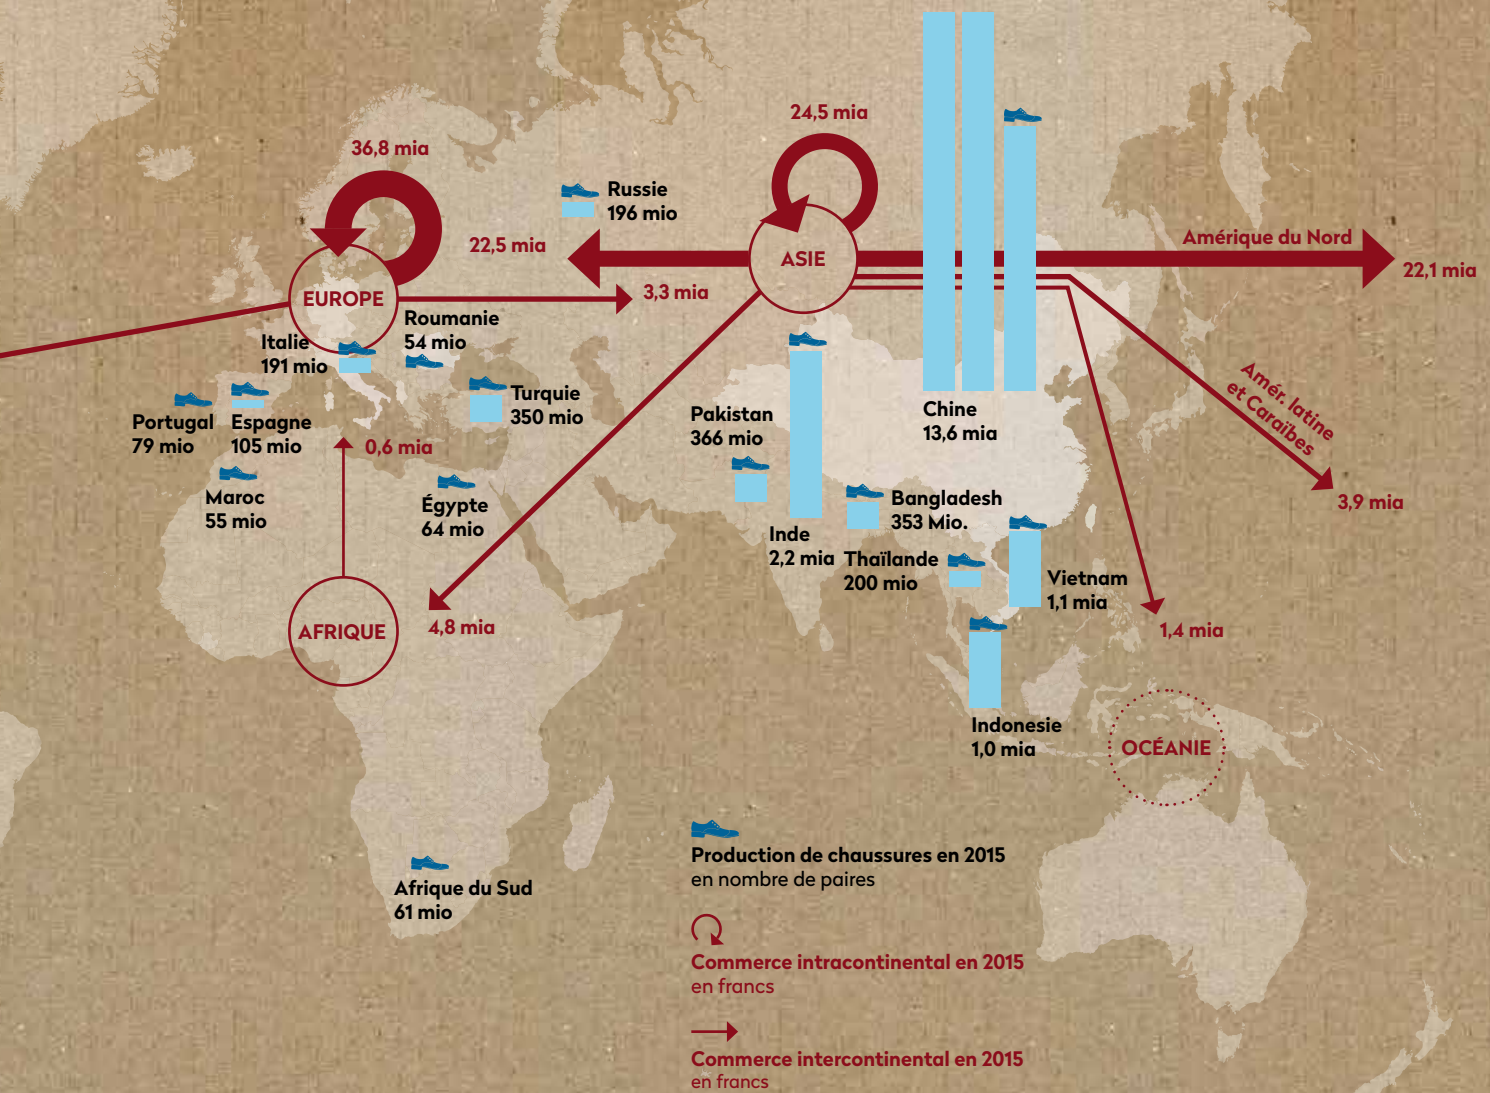 24,5 mia
36,8 mia
Russie
196 mio
22,5 mia
ASIE
Amérique du Nord
22,1 mia
EUROPE
3,3 mia
Roumanie
54 mio
Italie
191 mio
Turquie
350 mio
Portugal
79 mio
Espagne
105 mio
0,6 mia
Pakistan
366 mio
Chine
13,6 mia
Amér. latine
et Caraïbes
3,9 mia
Maroc
55 mio
Égypte
64 mio
Bangladesh
353 Mio.
Inde
2,2 mia
Thaïlande
200 mio
Vietnam
1,1 mia
AFRIQUE
4,8 mia
1,4 mia
Indonesie
1,0 mia
OCÉANIE
Afrique du Sud
61 mio
Production de chaussures en 2015
en nombre de paires
Commerce intracontinental en 2015
en francs
Commerce intercontinental en 2015
en francs